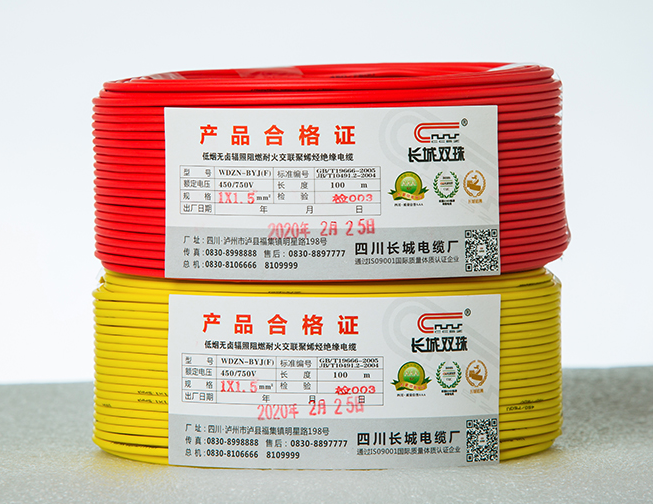 产品合格证
低烟无卤辐照阻燃耐火交联聚烯烃绝缘电缆
型号 WDZN-BYJ(F) 标准编号 GB/T19666-2005 JB/T10491.2-2004
额定电压 450/750V 长度 100 m
规格 1X1.5 mm² 检验 检003
出厂日期 年 月 日
2020年 2月 25日
长城双珠
®
厂址：四川·泸州市泸县福集镇明星路198号
传真：0830-8998888 售后：0830-8897777
总机：0830-8106666 8109999
四川长城电缆厂
通过ISO9001国际质量体质认证企业
产品合格证
低烟无卤辐照阻燃耐火交联聚烯烃绝缘电缆
型号 WDZN-BYJ(F) 标准编号 GB/T19666-2005 JB/T10491.2-2004
额定电压 450/750V 长度 100 m
规格 1X1.5 mm² 检验 检003
出厂日期 年 月 日
2020年 2月 25日
长城双珠
®
厂址：四川·泸州市泸县福集镇明星路198号
传真：0830-8998888 售后：0830-8897777
总机：0830-8106666 8109999
四川长城电缆厂
通过ISO9001国际质量体质认证企业